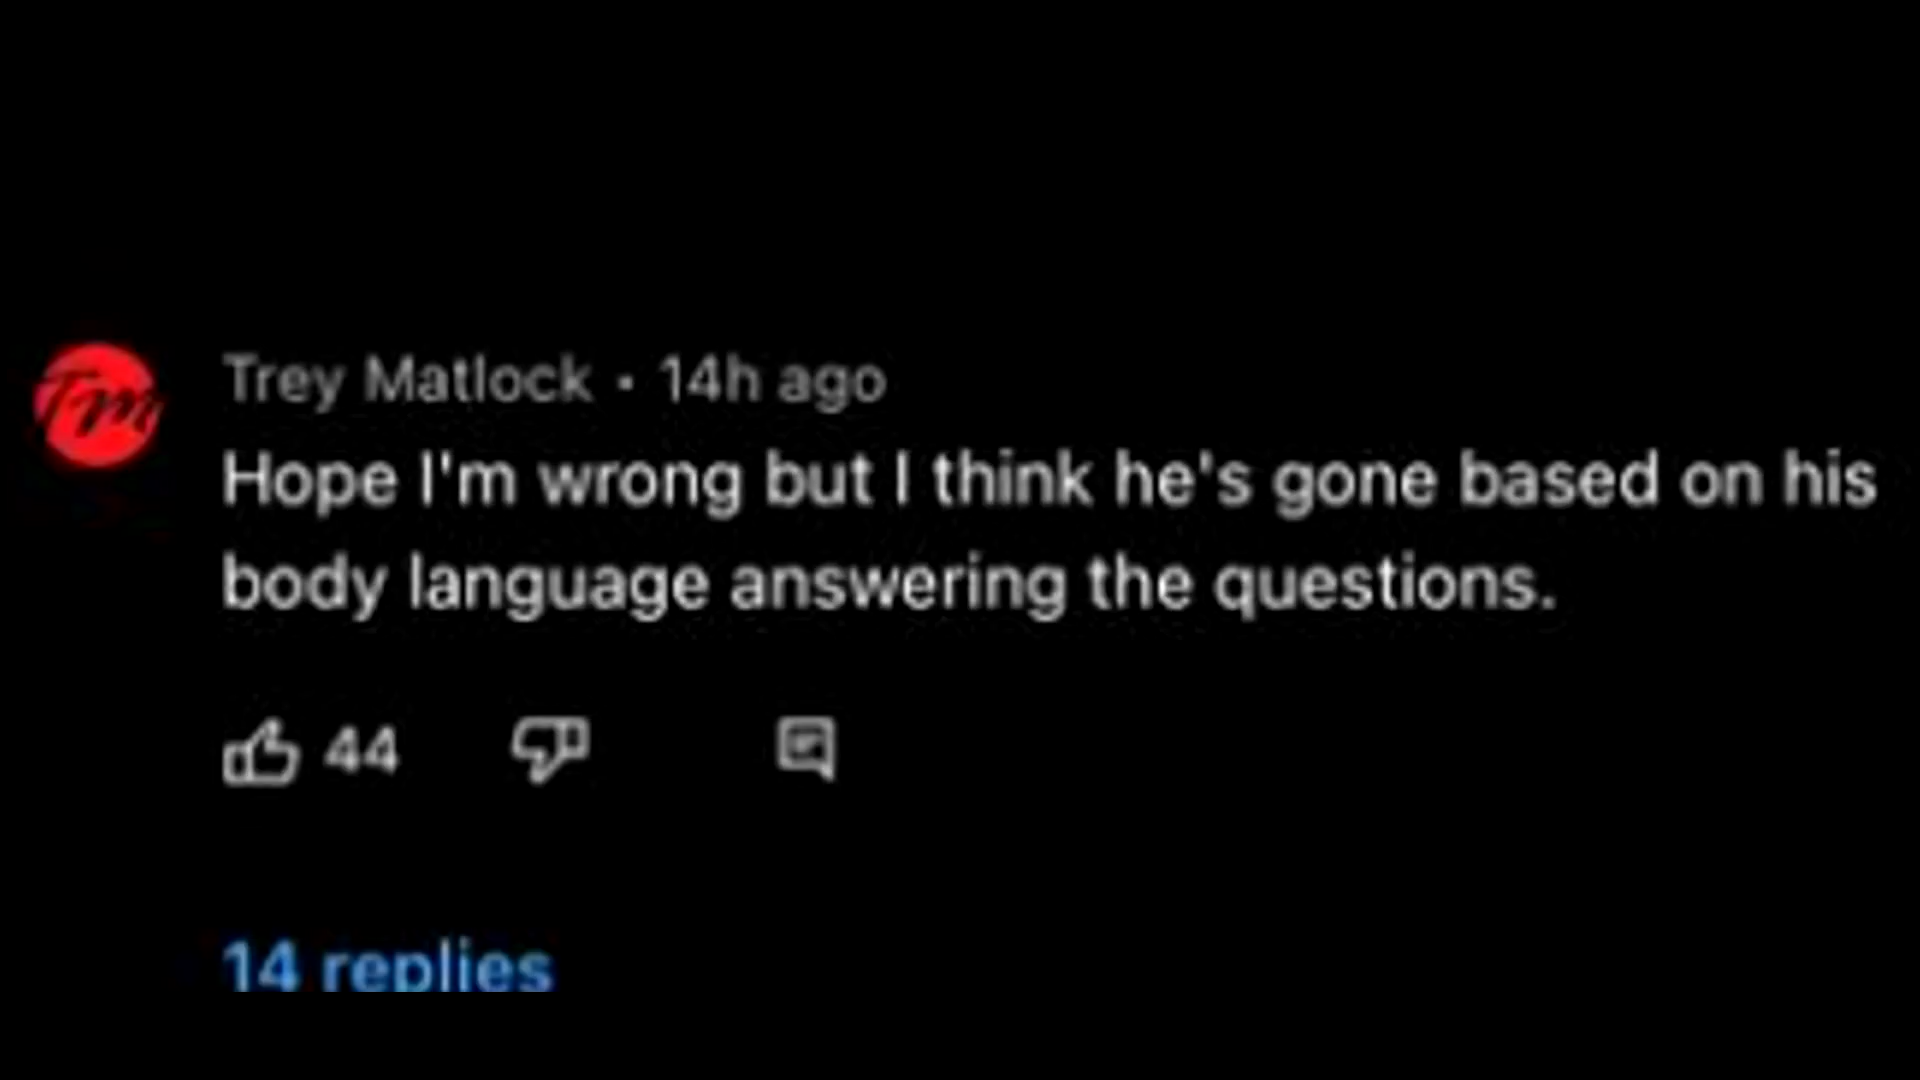 Tm
Trey Matlock • 14h ago
Hope I'm wrong but I think he's gone based on his
body language answering the questions.
44
14 replies